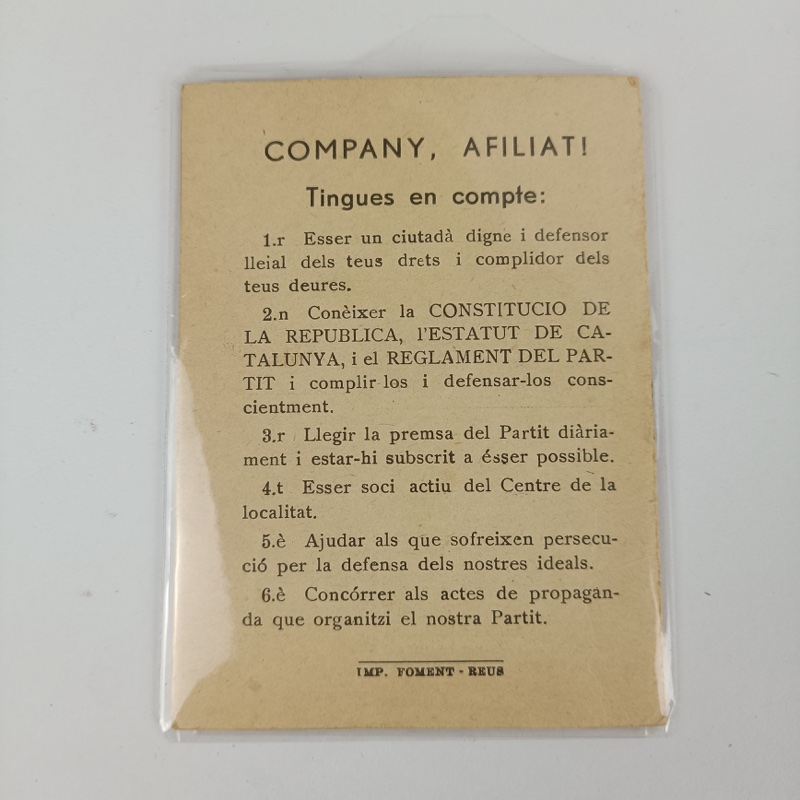 COMPANY, AFILIAT!
Tingues en compte:
1.r Esser un ciutadà digne i defensor
lleial dels teus drets i complidor dels
teus deures.
2.n Conèixer la CONSTITUCIO DE
LA REPUBLICA, l'ESTATUT DE CA-
TALUNYA, i el REGLAMENT DEL PAR-
TIT i complir-los i defensar-los cons-
cientment.
3.r Llegir la premsa del Partit diària-
ment i estar-hi subscrit a ésser possible.
4.t Esser soci actiu del Centre de la
localitat.
5.è Ajudar als que sofreixen persecu-
ció per la defensa dels nostres ideals.
6.è Concórrer als actes de propagan-
da que organitzi el nostra Partit.
IMP. FOMENT - REUS